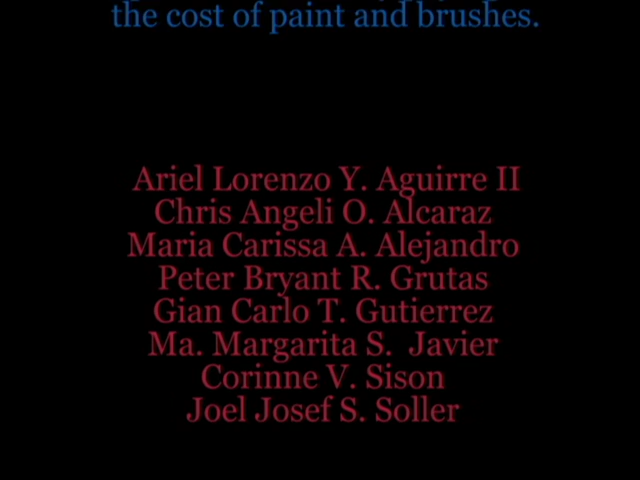 the cost of paint and brushes.
Ariel Lorenzo Y. Aguirre II
Chris Angeli O. Alcaraz
Maria Carissa A. Alejandro
Peter Bryant R. Grutas
Gian Carlo T. Gutierrez
Ma. Margarita S.  Javier
Corinne V. Sison
Joel Josef S. Soller